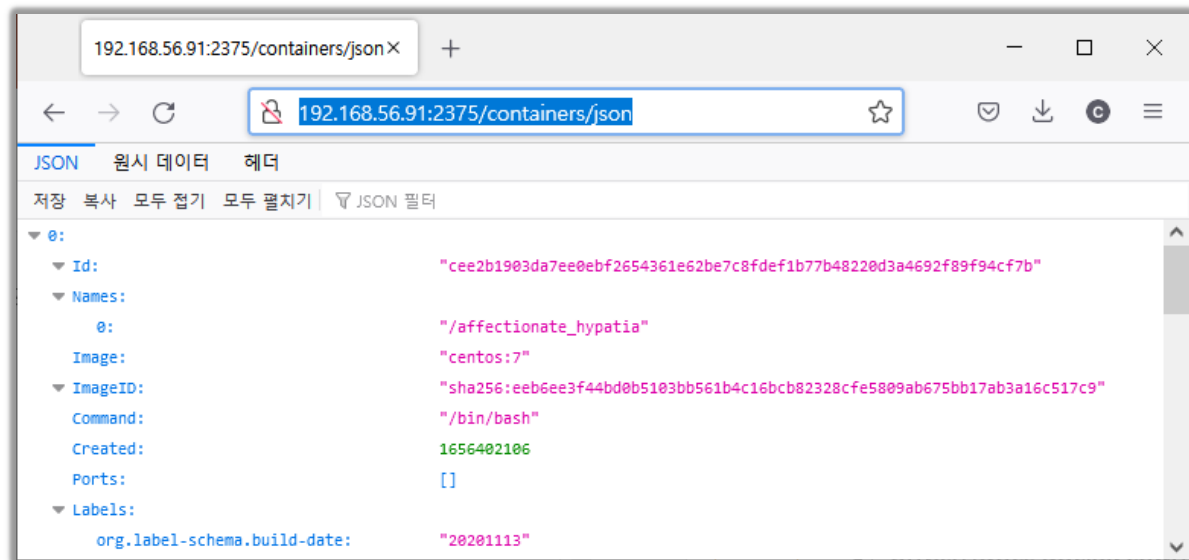 192.168.56.91:2375/containers/json
192.168.56.91:2375/containers/json
C
JSON 원시 데이터 헤더
저장 복사 모두 접기 모두 펼치기 JSON 필터
0:
Id: "cee2b1903da7ee0ebf2654361e62be7c8fdef1b77b48220d3a4692f89f94cf7b"
Names:
0: "/affectionate_hypatia"
Image: "centos:7"
ImageID: "sha256:eeb6ee3f44bd0b5103bb561b4c16bcb82328cfe5809ab675bb17ab3a16c517c9"
Command: "/bin/bash"
Created: 1656402106
Ports: []
Labels:
org.label-schema.build-date: "20201113"